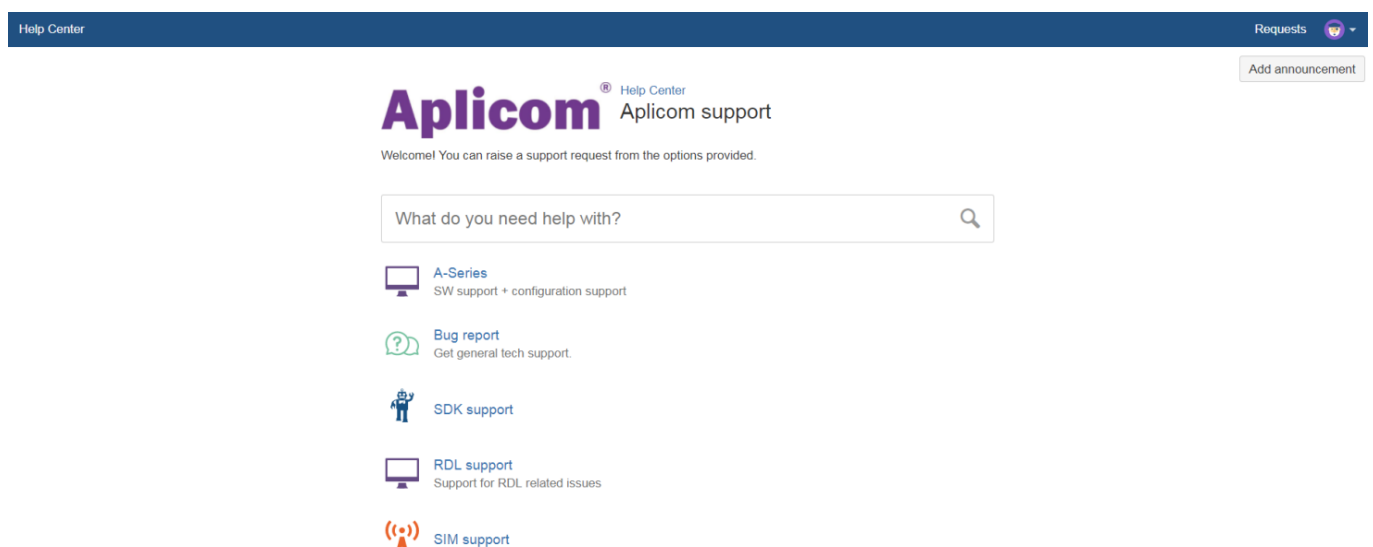 Help Center
Requests
Add announcement
Aplicom®
Help Center
Aplicom support
Welcome! You can raise a support request from the options provided.
What do you need help with?
A-Series
SW support + configuration support
Bug report
Get general tech support.
SDK support
RDL support
Support for RDL related issues
SIM support